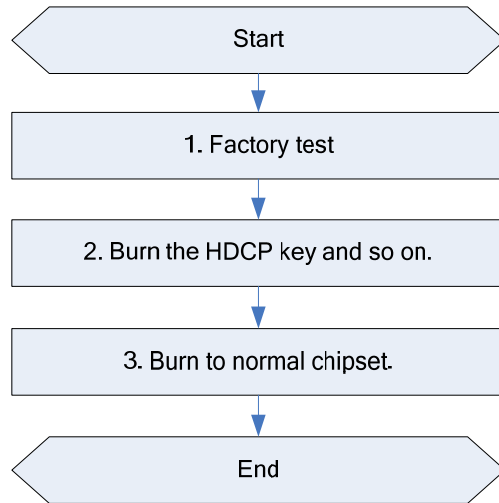 Start
1. Factory test
2. Burn the HDCP key and so on.
3. Burn to normal chipset.
End